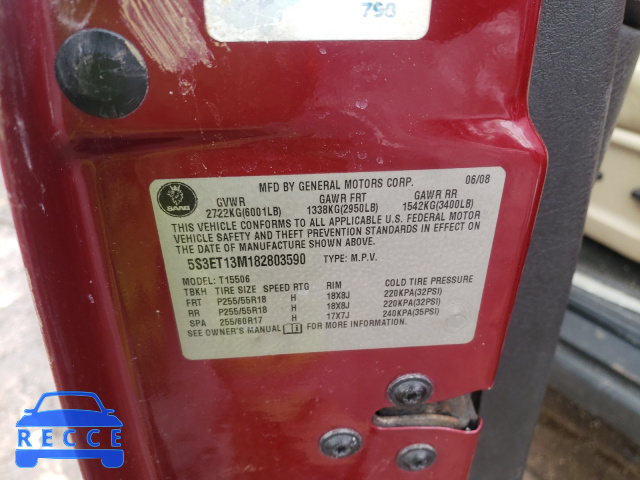 790
SAAB
MFD BY GENERAL MOTORS CORP. 06/08
GVWR GAWR FRT GAWR RR
2722KG(6001LB) 1338KG(2950LB) 1542KG(3400LB)
THIS VEHICLE CONFORMS TO ALL APPLICABLE U.S. FEDERAL MOTOR
VEHICLE SAFETY AND THEFT PREVENTION STANDARDS IN EFFECT ON
THE DATE OF MANUFACTURE SHOWN ABOVE.
5S3ET13M182803590 TYPE: M.P.V.
MODEL: T15506
TBKH TIRE SIZE SPEED RTG RIM COLD TIRE PRESSURE
FRT P255/55R18 H 18X8J 220KPA(32PSI)
RR P255/55R18 H 18X8J 220KPA(32PSI)
SPA 255/60R17 H 17X7J 240KPA(35PSI)
SEE OWNER'S MANUAL FOR MORE INFORMATION.
RECCE